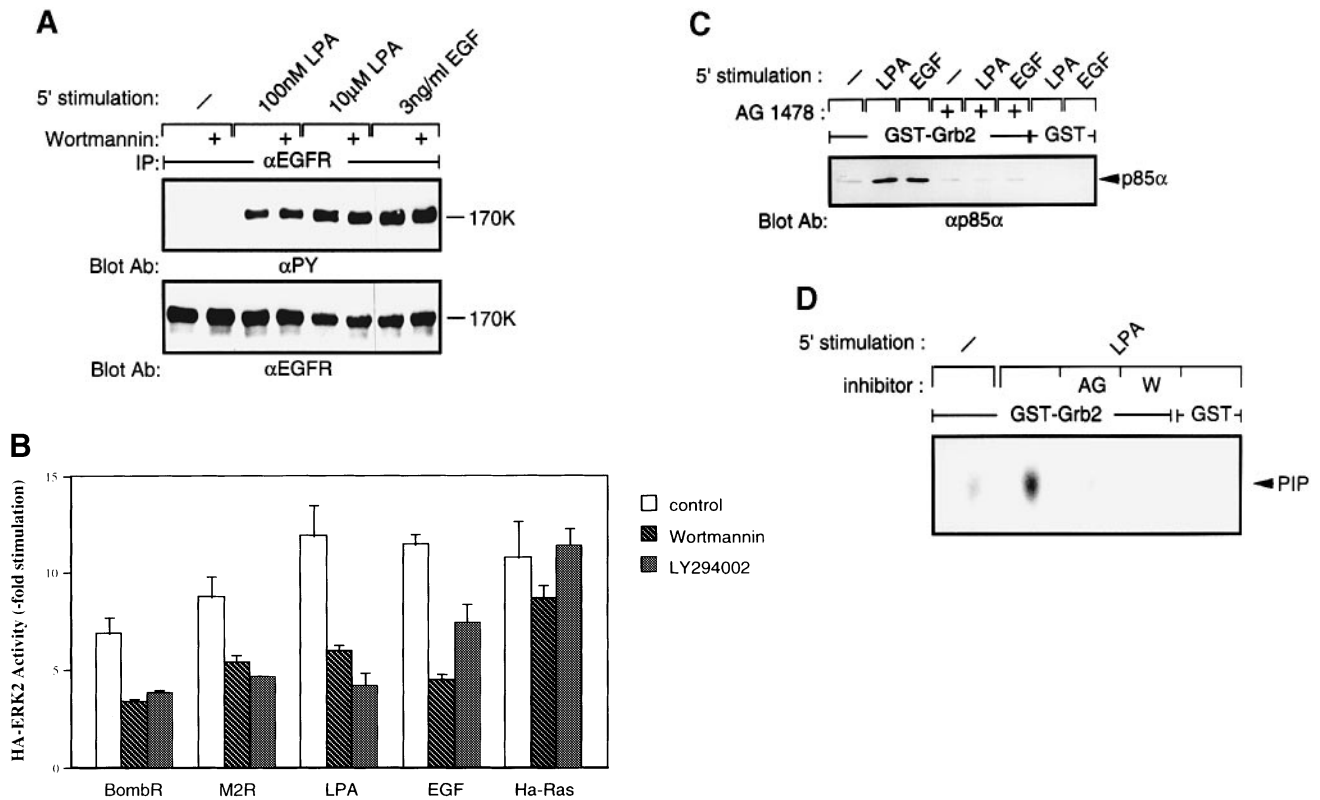 A
5' stimulation: / 100nM LPA 10µM LPA 3ng/ml EGF
Wortmannin: + + + +
IP: αEGFR
170K
Blot Ab: αPY
170K
Blot Ab: αEGFR
B
HA-ERK2 Activity (-fold stimulation)
15
10
5
0
BombR M2R LPA EGF Ha-Ras
control
Wortmannin
LY294002
C
5' stimulation : / LPA EGF / LPA EGF LPA EGF
AG 1478 : + + +
GST-Grb2 GST
p85α
Blot Ab: αp85α
D
5' stimulation : / LPA
inhibitor : AG W
GST-Grb2 GST
PIP